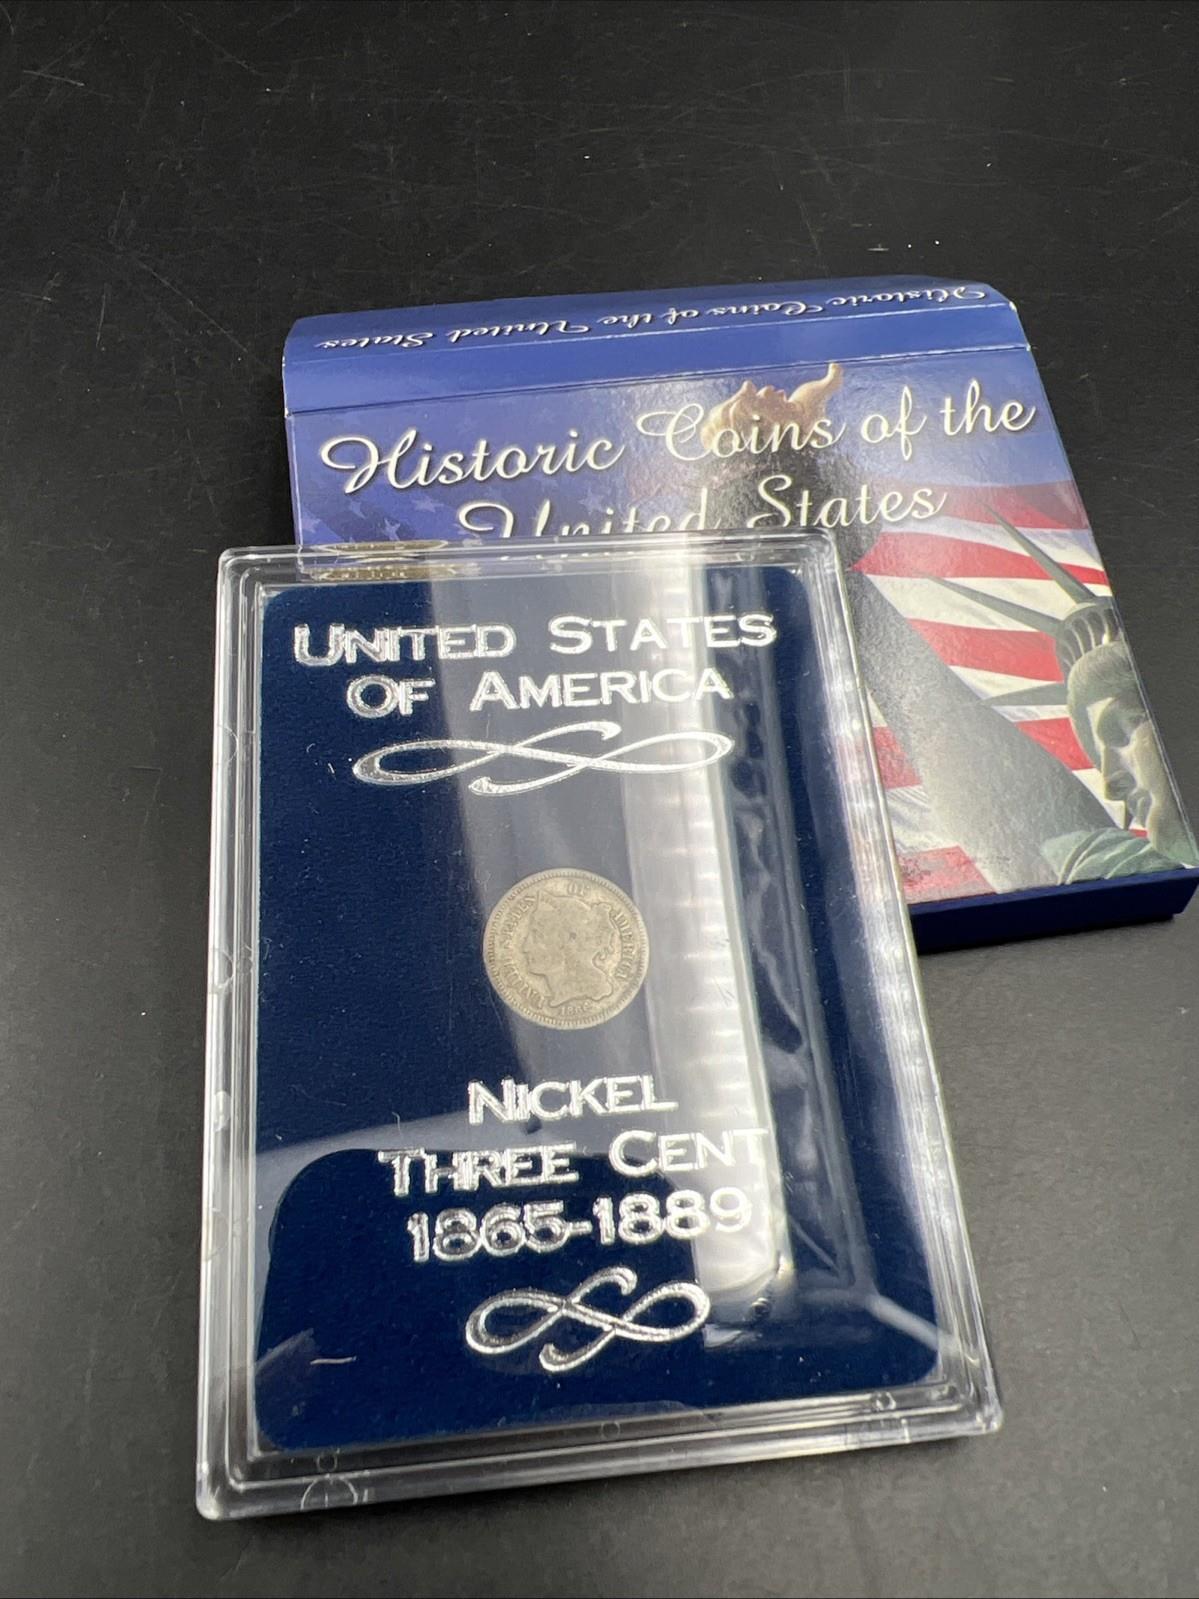 Historic Coins of the United States
Historic Coins of the
United States
UNITED STATES
OF AMERICA
UNITED STATES OF AMERICA
NICKEL
THREE CENT
1865-1889